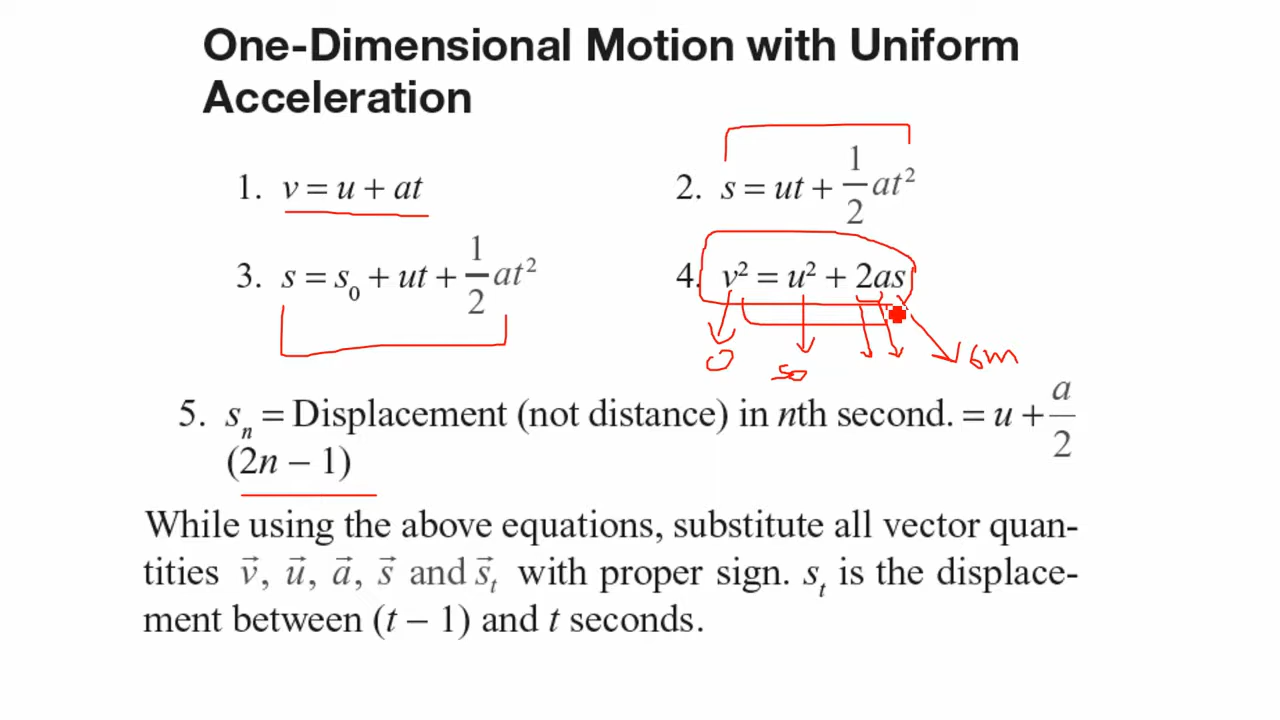 One-Dimensional Motion with Uniform
Acceleration
1. v = u + at
2. s = ut + 1/2 at²
3. s = s₀ + ut + 1/2 at²
4. v² = u² + 2as
0
50
6m
5. sₙ = Displacement (not distance) in nth second. = u + a/2
(2n – 1)
While using the above equations, substitute all vector quan-
tities v⃗, u⃗, a⃗, s⃗ and s⃗ₜ with proper sign. sₜ is the displace-
ment between (t – 1) and t seconds.